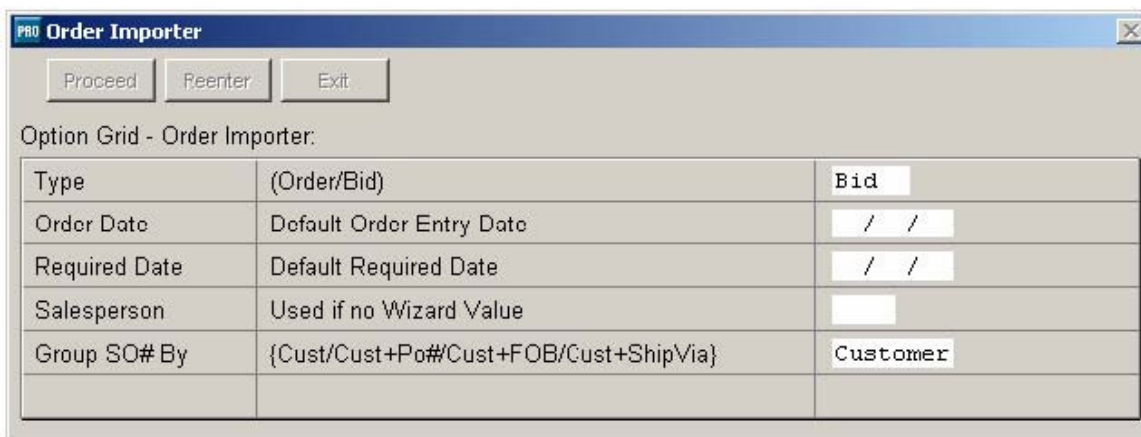 PRO Order Importer
Proceed Reenter Exit
Option Grid - Order Importer:
Type (Order/Bid) Bid
Order Date Default Order Entry Date / /
Required Date Default Required Date / /
Salesperson Used if no Wizard Value
Group SO# By {Cust/Cust+Po#/Cust+FOB/Cust+ShipVia} Customer